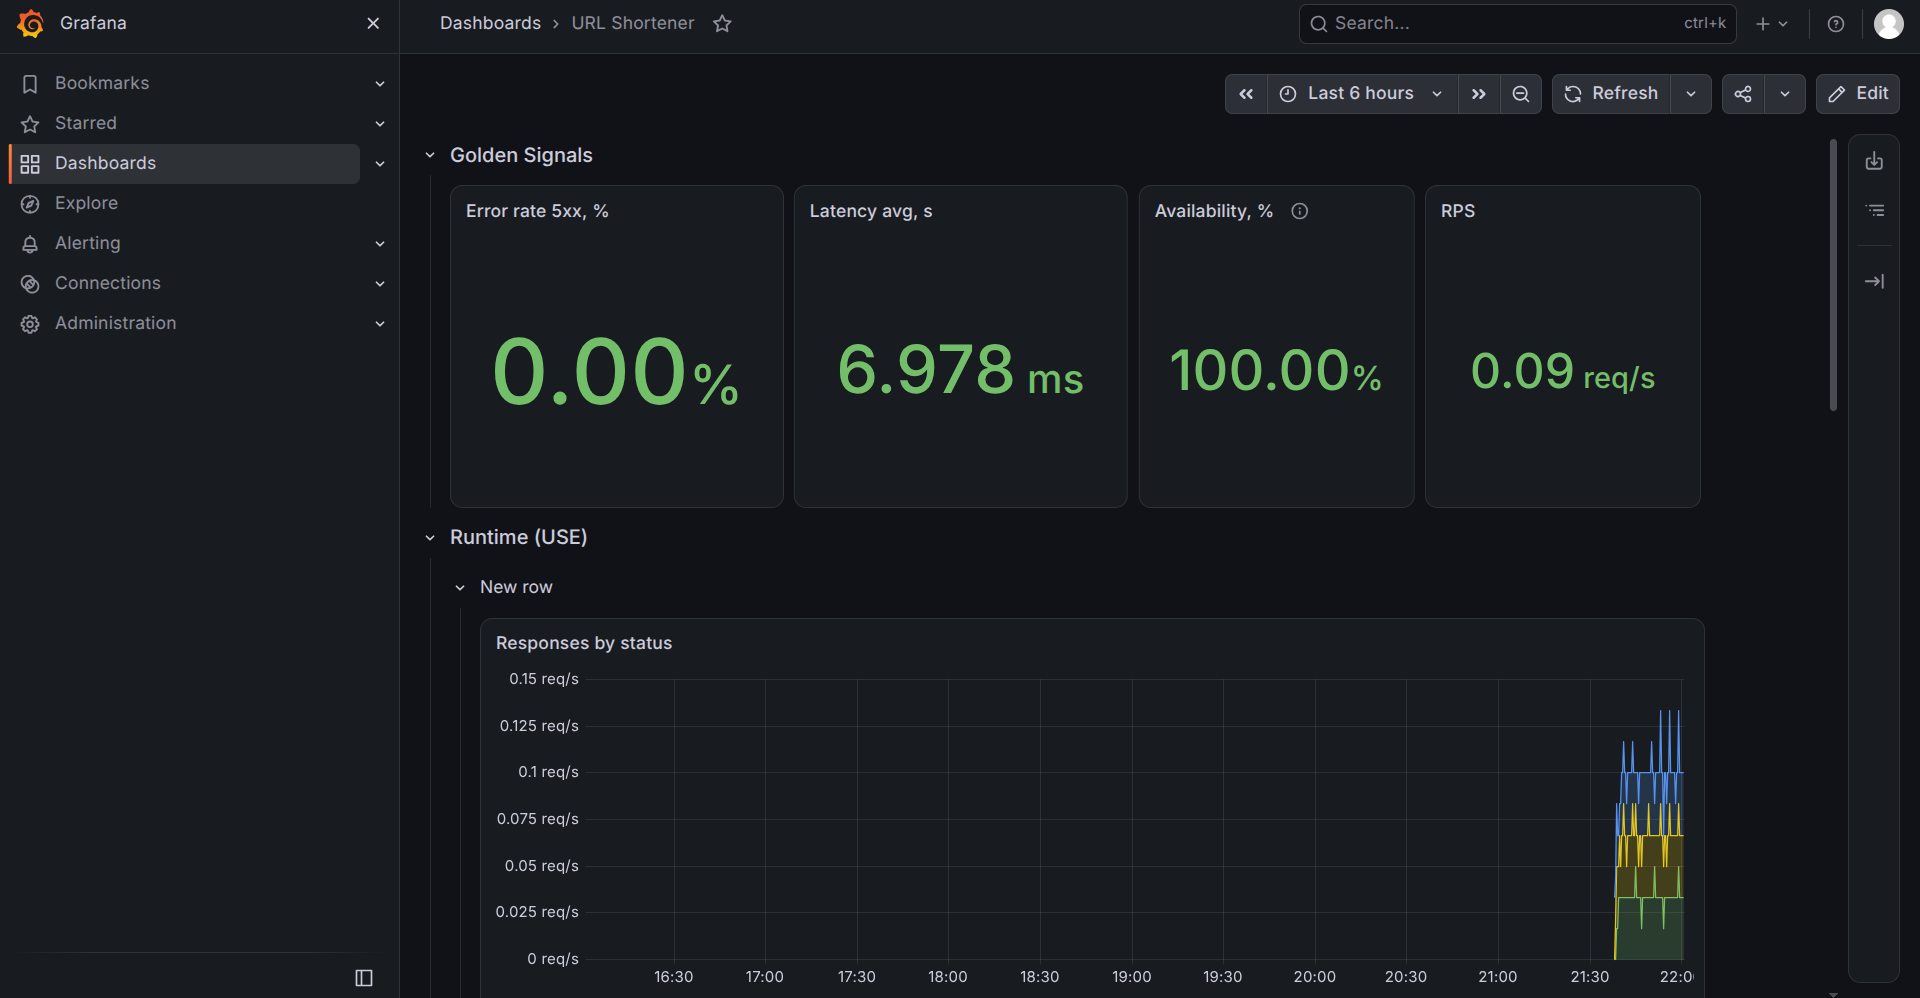 Grafana
Dashboards › URL Shortener
Search...
ctrl+k
Bookmarks
Starred
Dashboards
Explore
Alerting
Connections
Administration
Last 6 hours
Refresh
Edit
Golden Signals
Error rate 5xx, %
0.00%
Latency avg, s
6.978 ms
Availability, %
100.00%
RPS
0.09 req/s
Runtime (USE)
New row
Responses by status
0.15 req/s
0.125 req/s
0.1 req/s
0.075 req/s
0.05 req/s
0.025 req/s
0 req/s
16:30 17:00 17:30 18:00 18:30 19:00 19:30 20:00 20:30 21:00 21:30 22:0